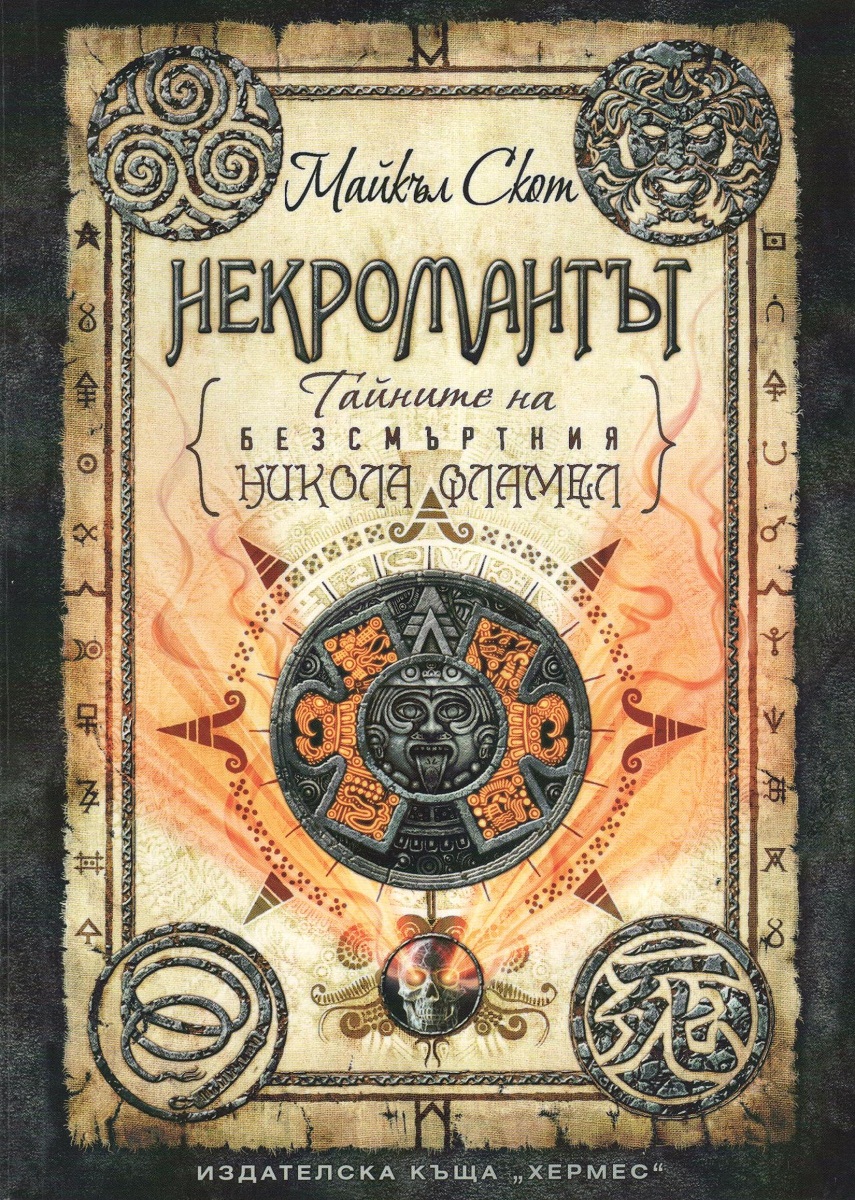 Майкъл Скот
НЕКРОМАНТЪТ
Тайните на
БЕЗСМЪРТНИЯ
НИКОЛА ФЛАМЕЛ
ИЗДАТЕЛСКА КЪЩА „ХЕРМЕС“